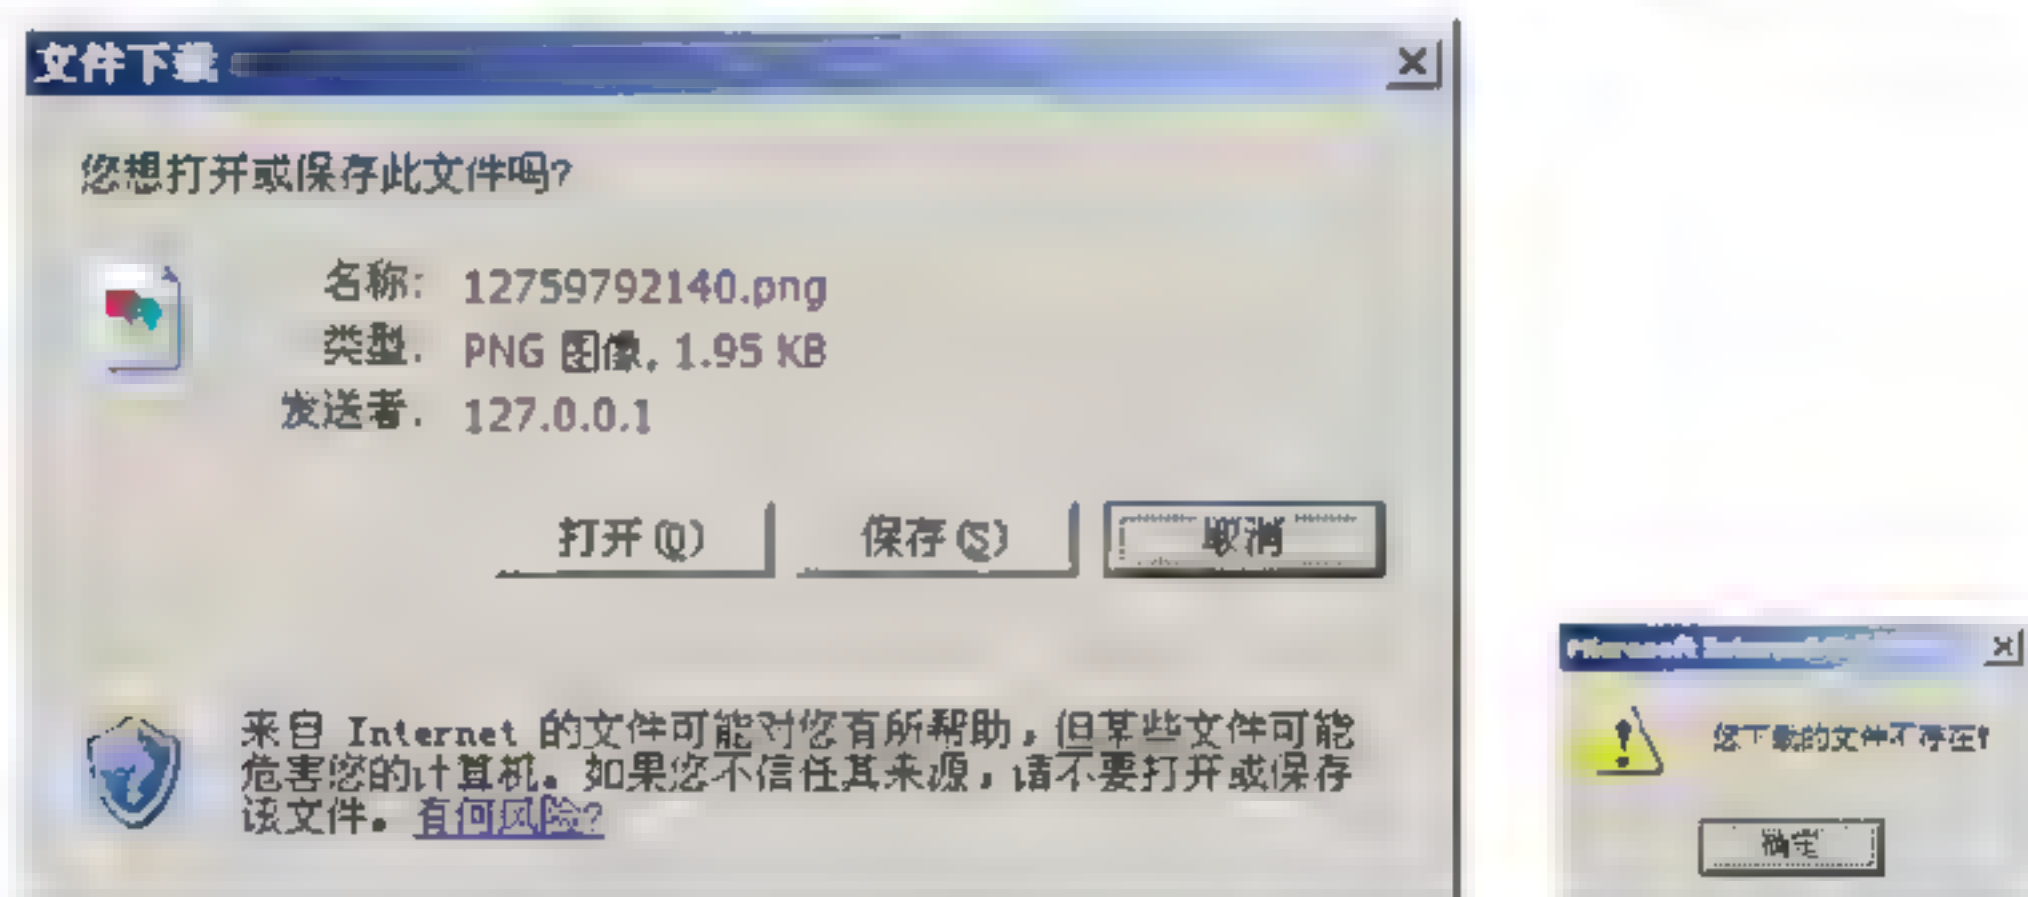 文件下载
您想打开或保存此文件吗?
名称: 12759792140.png
类型: PNG 图像, 1.95 KB
发送者: 127.0.0.1
打开(O) 保存(S) 取消
来自 Internet 的文件可能对您有所帮助，但某些文件可能
危害您的计算机。如果您不信任其来源，请不要打开或保存
该文件。有何风险?
Microsoft Internet
您下载的文件不存在!
确定